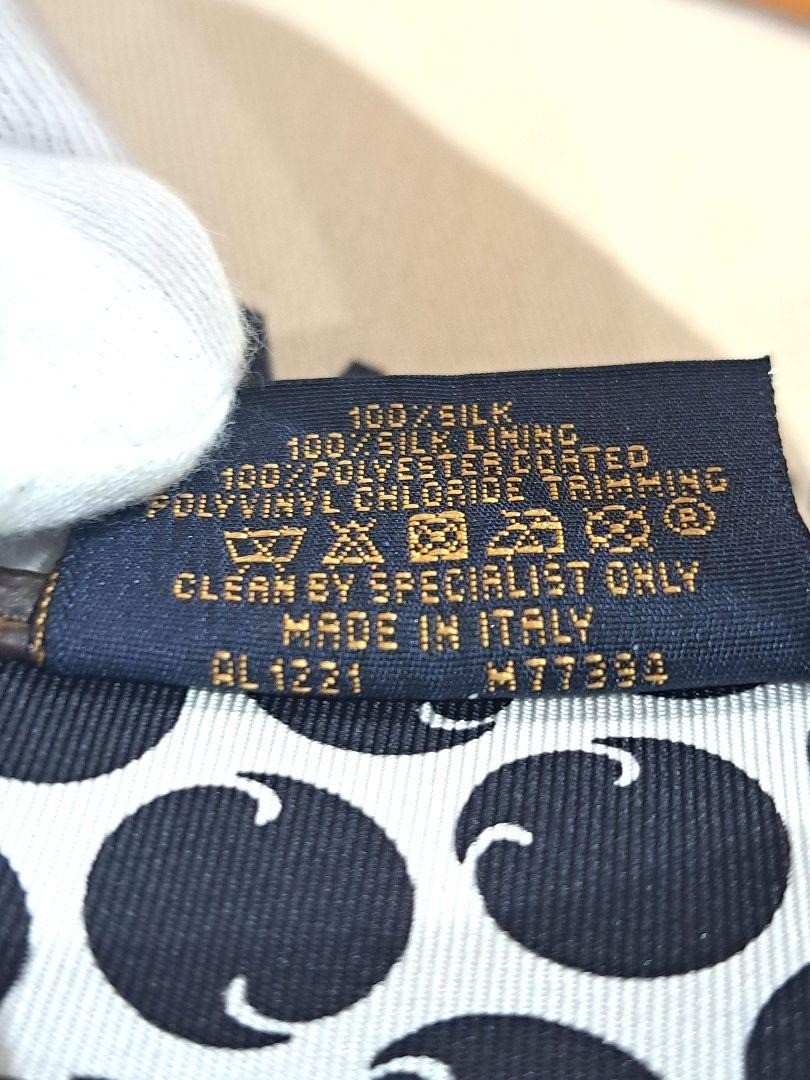 100%SILK
100%SILK LINING
100%POLYESTER COATED
POLYVINYL CHLORIDE TRIMMING
®
CLEAN BY SPECIALIST ONLY
MADE IN ITALY
AL1221 M77394